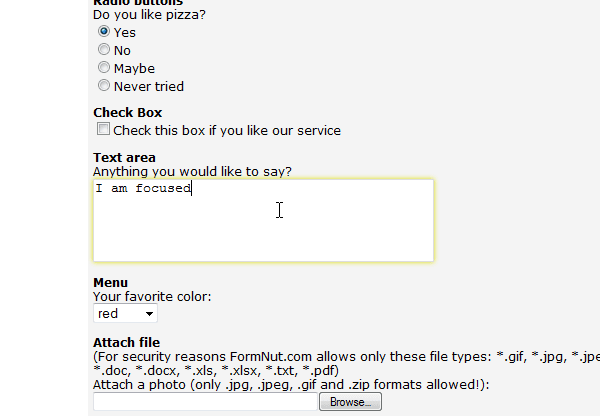 Radio buttons
Do you like pizza?
Yes
No
Maybe
Never tried
Check Box
Check this box if you like our service
Text area
Anything you would like to say?
I am focused
Menu
Your favorite color:
red
Attach file
(For security reasons FormNut.com allows only these file types: *.gif, *.jpg, *.jpe
*.doc, *.docx, *.xls, *.xlsx, *.txt, *.pdf)
Attach a photo (only .jpg, .jpeg, .gif and .zip formats allowed!):
Browse...